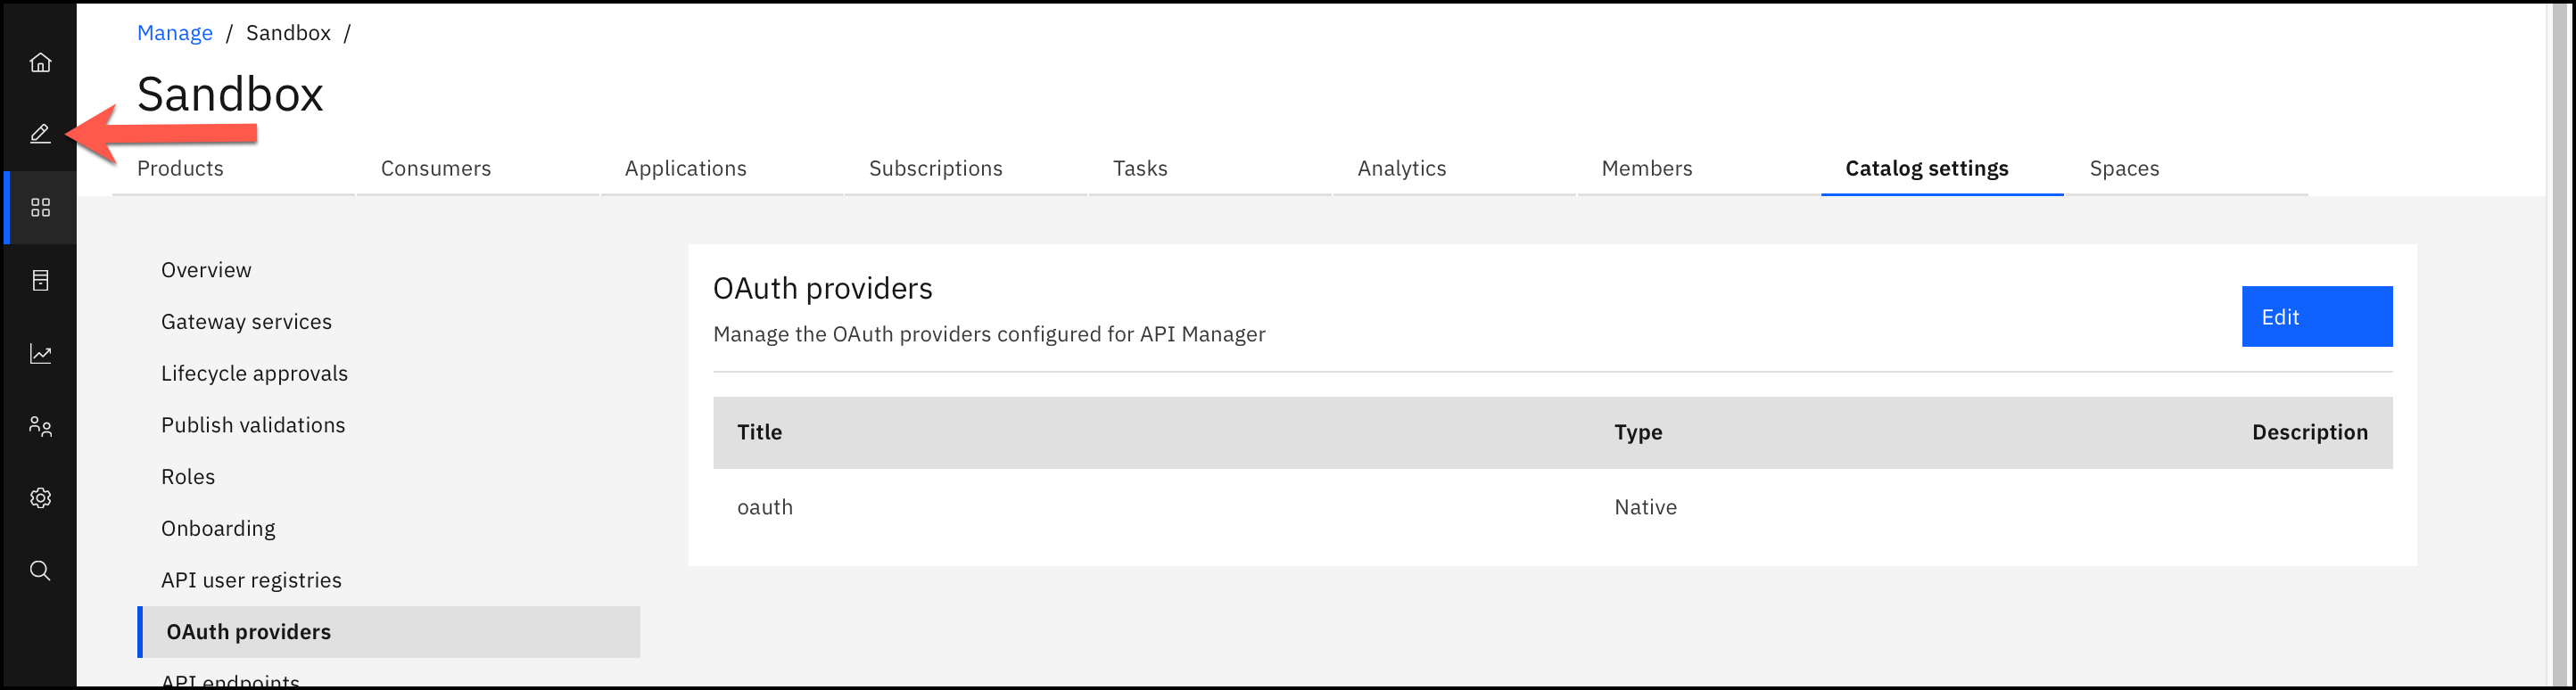 Manage / Sandbox /
Sandbox
Products Consumers Applications Subscriptions Tasks Analytics Members Catalog settings Spaces
Overview
Gateway services
Lifecycle approvals
Publish validations
Roles
Onboarding
API user registries
OAuth providers
API endpoints
OAuth providers
Manage the OAuth providers configured for API Manager
Edit
Title Type Description
oauth Native